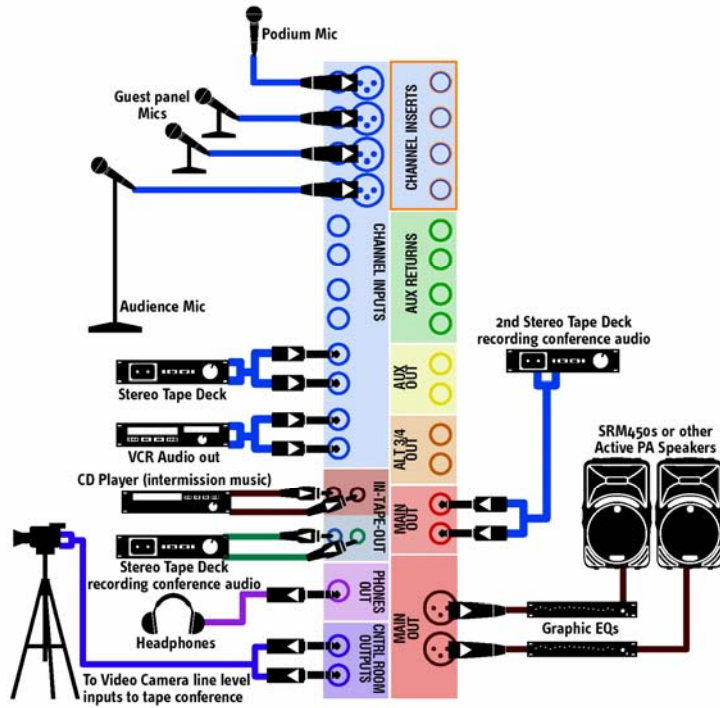 Podium Mic
Guest panel
Mics
Audience Mic
CHANNEL INSERTS
CHANNEL INPUTS
AUX RETURNS
2nd Stereo Tape Deck
recording conference audio
Stereo Tape Deck
AUX
OUT
VCR Audio out
ALT 3/4
OUT
SRM450s or other
Active PA Speakers
CD Player (intermission music)
IN-TAPE-OUT
MAIN
OUT
Stereo Tape Deck
recording conference audio
PHONES
OUT
Headphones
MAIN
OUT
Graphic EQs
CNTRL ROOM
OUTPUTS
To Video Camera line level
inputs to tape conference